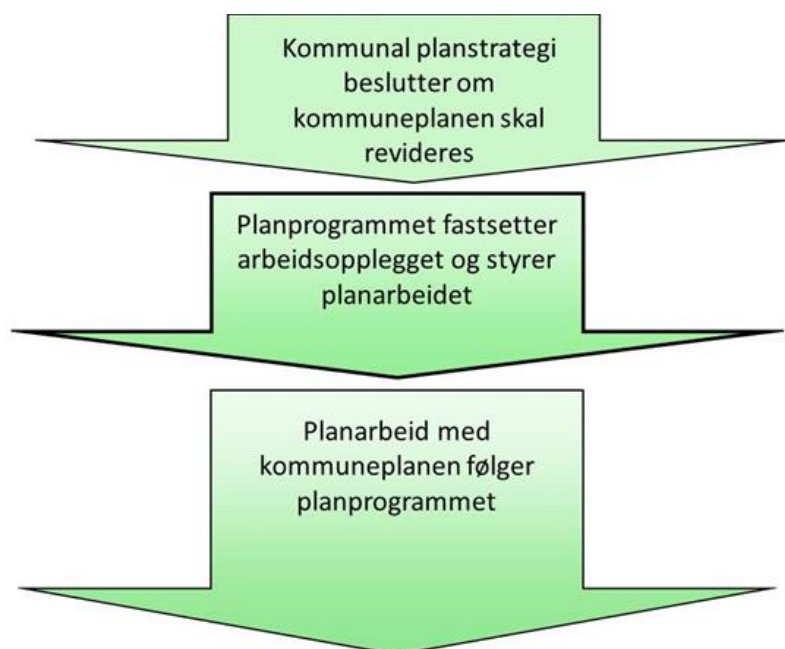 Kommunal planstrategi
beslutter om
kommuneplanen skal
revideres
Planprogrammet fastsetter
arbeidsopplegget og styrer
planarbeidet
Planarbeid med
kommuneplanen følger
planprogrammet